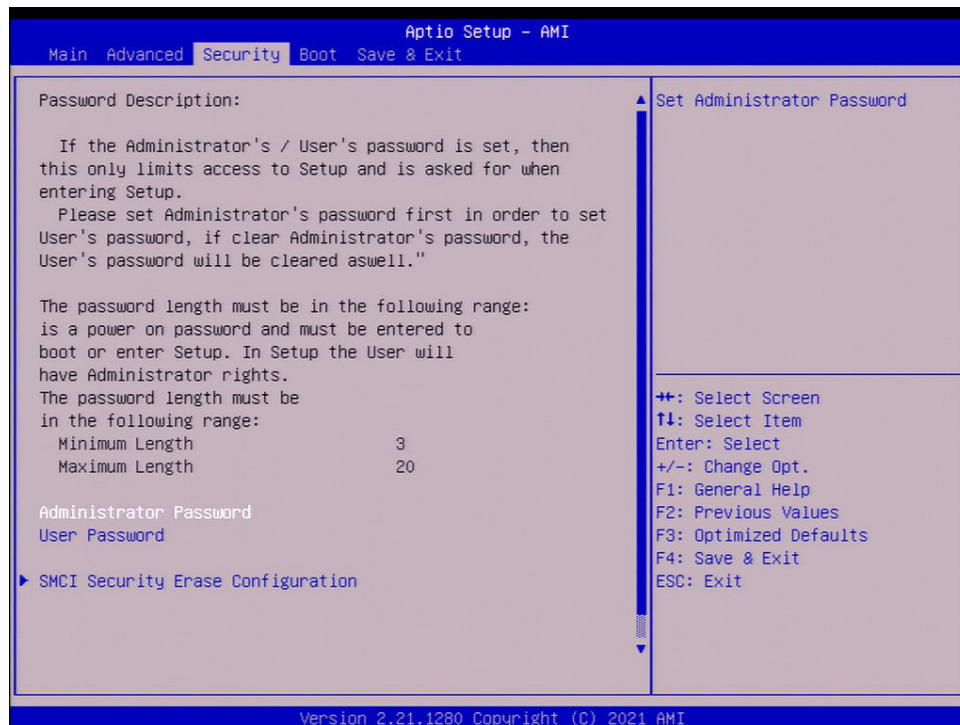 Aptio Setup – AMI
Main Advanced Security Boot Save & Exit
Password Description:
If the Administrator's / User's password is set, then
this only limits access to Setup and is asked for when
entering Setup.
Please set Administrator's password first in order to set
User's password, if clear Administrator's password, the
User's password will be cleared aswell."
The password length must be in the following range:
is a power on password and must be entered to
boot or enter Setup. In Setup the User will
have Administrator rights.
The password length must be
in the following range:
Minimum Length 3
Maximum Length 20
Administrator Password
User Password
SMCI Security Erase Configuration
Set Administrator Password
→←: Select Screen
↑↓: Select Item
Enter: Select
+/-: Change Opt.
F1: General Help
F2: Previous Values
F3: Optimized Defaults
F4: Save & Exit
ESC: Exit
Version 2.21.1280 Copyright (C) 2021 AMI